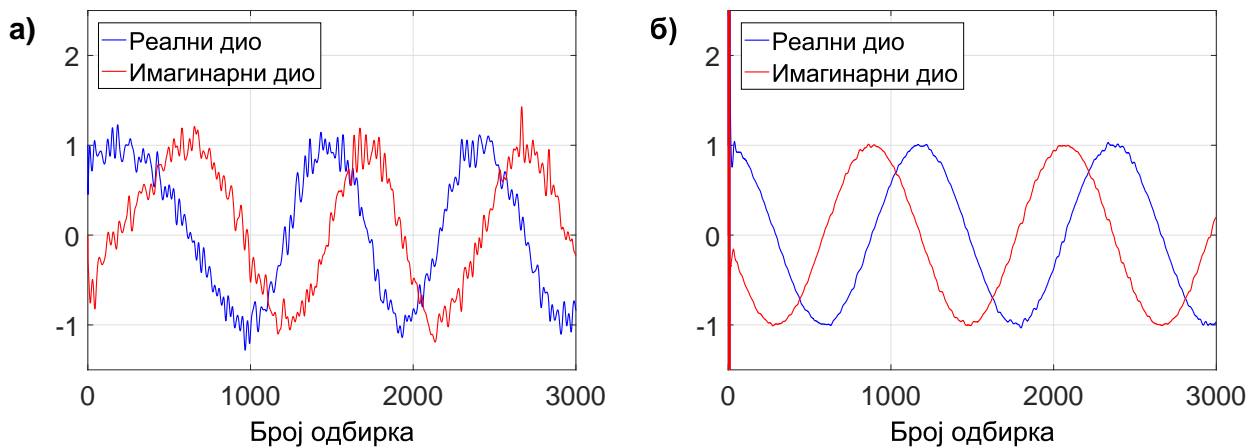 а)
Реални дио
Имагинарни дио
2
1
0
-1
0
1000
2000
3000
Број одбирка
б)
Реални дио
Имагинарни дио
2
1
0
-1
0
1000
2000
3000
Број одбирка